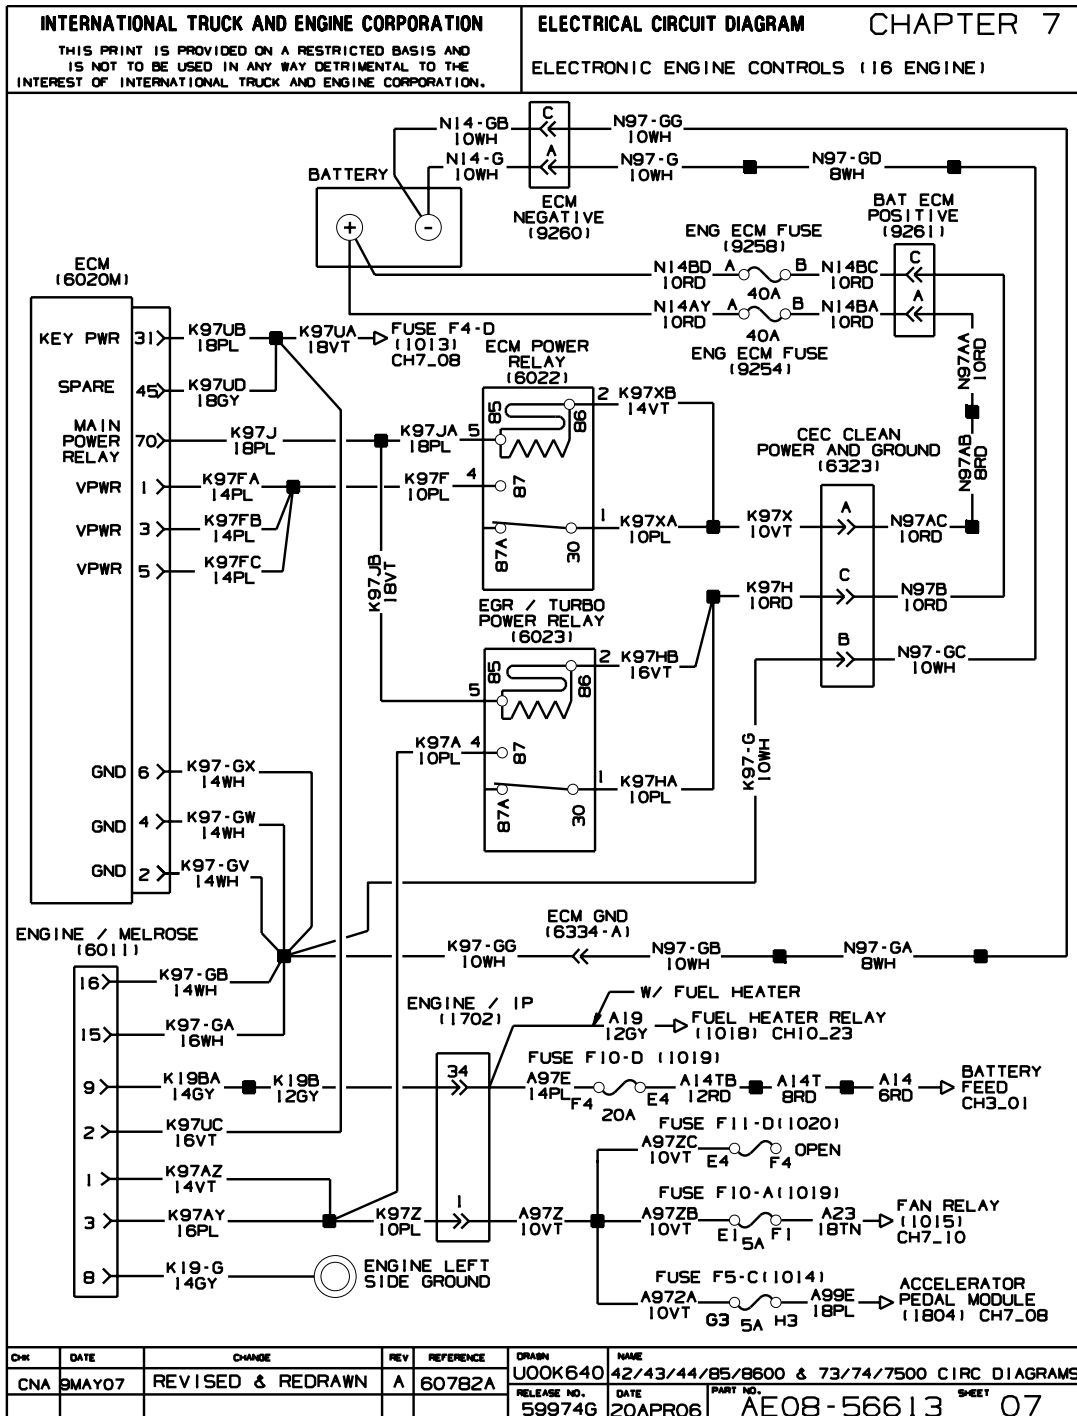 INTERNATIONAL TRUCK AND ENGINE CORPORATION
THIS PRINT IS PROVIDED ON A RESTRICTED BASIS AND
IS NOT TO BE USED IN ANY WAY DETRIMENTAL TO THE
INTEREST OF INTERNATIONAL TRUCK AND ENGINE CORPORATION.
ELECTRICAL CIRCUIT DIAGRAM CHAPTER 7
ELECTRONIC ENGINE CONTROLS (I6 ENGINE)
N14-GB
10WH
C
N97-GG
10WH
N14-G
10WH
A
N97-G
10WH
N97-GD
8WH
BATTERY
+
-
ECM
NEGATIVE
(9260)
BAT ECM
POSITIVE
(9261)
ENG ECM FUSE
(9258)
N14BD
10RD
A
B
40A
N14BC
10RD
C
N14AY
10RD
A
B
40A
N14BA
10RD
A
ENG ECM FUSE
(9254)
N97AA
10RD
N97AB
8RD
ECM
(6020M)
KEY PWR 31
K97UB
18PL
K97UA
18VT
FUSE F4-D
(1013)
CH7_08
SPARE 45
K97UD
18GY
MAIN
POWER
RELAY
70
K97J
18PL
K97JA
18PL
5
VPWR 1
K97FA
14PL
K97F
10PL
4
VPWR 3
K97FB
14PL
VPWR 5
K97FC
14PL
ECM POWER
RELAY
(6022)
85
86
87
87A
30
2
K97XB
14VT
1
K97XA
10PL
K97X
10VT
CEC CLEAN
POWER AND GROUND
(6323)
A
N97AC
10RD
K97H
10RD
C
N97B
10RD
B
N97-GC
10WH
K97JB
18VT
EGR / TURBO
POWER RELAY
(6023)
85
86
87
87A
30
5
2
K97HB
16VT
K97A
10PL
4
1
K97HA
10PL
K97-G
10WH
GND 6
K97-GX
14WH
GND 4
K97-GW
14WH
GND 2
K97-GV
14WH
ENGINE / MELROSE
(6011)
ECM GND
(6334-A)
K97-GG
10WH
N97-GB
10WH
N97-GA
8WH
16
K97-GB
14WH
15
K97-GA
16WH
ENGINE / IP
(1702)
W/ FUEL HEATER
A19
12GY
FUEL HEATER RELAY
(1018) CH10_23
9
K19BA
14GY
K19B
12GY
34
FUSE F10-D (1019)
A97E
14PL
F4
E4
20A
A14TB
12RD
A14T
8RD
A14
6RD
BATTERY
FEED
CH3_01
2
K97UC
16VT
FUSE F11-D(1020)
A97ZC
10VT
E4
F4
OPEN
1
K97AZ
14VT
3
K97AY
16PL
K97Z
10PL
1
A97Z
10VT
FUSE F10-A(1019)
A97ZB
10VT
E1
5A
F1
A23
18TN
FAN RELAY
(1015)
CH7_10
8
K19-G
14GY
ENGINE LEFT
SIDE GROUND
FUSE F5-C(1014)
A97ZA
10VT
G3
5A
H3
A99E
18PL
ACCELERATOR
PEDAL MODULE
(1804) CH7_08
CHK DATE CHANGE REV REFERENCE
CNA 9MAY07 REVISED & REDRAWN A 60782A
DRAWN
U00K640
NAME
42/43/44/85/8600 & 73/74/7500 CIRC DIAGRAMS
RELEASE NO.
59974G
DATE
20APR06
PART NO.
AE08-56613
SHEET
07